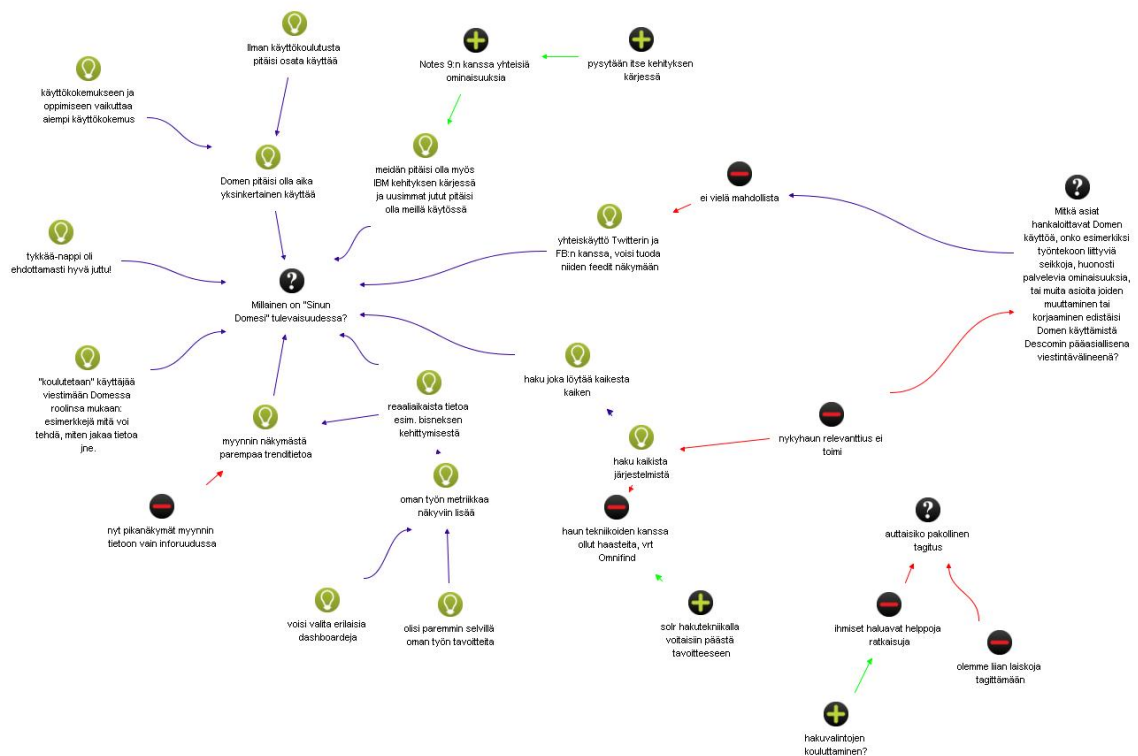 Ilman käyttökoulutusta
pitäisi osata käyttää
Notes 9:n kanssa yhteisiä
ominaisuuksia
pysytään itse kehityksen
kärjessä
käyttökokemukseen ja
oppimiseen vaikuttaa
aiempi käyttökokemus
Domen pitäisi olla aika
yksinkertainen käyttää
meidän pitäisi olla myös
IBM kehityksen kärjessä
ja uusimmat jutut pitäisi
olla meillä käytössä
ei vielä mahdollista
Mitkä asiat
hankaloittavat Domen
käyttöä, onko esimerkiksi
työntekoon liittyviä
seikkoja, huonosti
palvelevia ominaisuuksia,
tai muita asioita joiden
muuttaminen tai
korjaaminen edistäisi
Domen käyttämistä
Descomin pääasiallisena
viestintävälineenä?
yhteiskäyttö Twitterin ja
FB:n kanssa, voisi tuoda
niiden feedit näkymään
tykkää-nappi oli
ehdottamasti hyvä juttu!
Millainen on "Sinun
Domesi" tulevaisuudessa?
"koulutetaan" käyttäjää
viestimään Domessa
roolinsa mukaan:
esimerkkejä mitä voi
tehdä, miten jakaa tietoa
jne.
haku joka löytää kaikesta
kaiken
reaaliaikaista tietoa
esim. bisneksen
kehittymisestä
myynnin näkymästä
parempaa trenditietoa
nykyhaun relevanttius ei
toimi
haku kaikista
järjestelmistä
oman työn metriikkaa
näkyviin lisää
nyt pikanäkymät myynnin
tietoon vain inforuudussa
haun tekniikoiden kanssa
ollut haasteita, vrt
Omnifind
auttaisiko pakollinen
tagitus
voisi valita erilaisia
dashboardeja
olisi paremmin selvillä
oman työn tavoitteita
solr hakutekniikalla
voitaisiin päästä
tavoitteeseen
ihmiset haluavat helppoja
ratkaisuja
olemme liian laiskoja
tagittämään
hakuvalintojen
kouluttaminen?